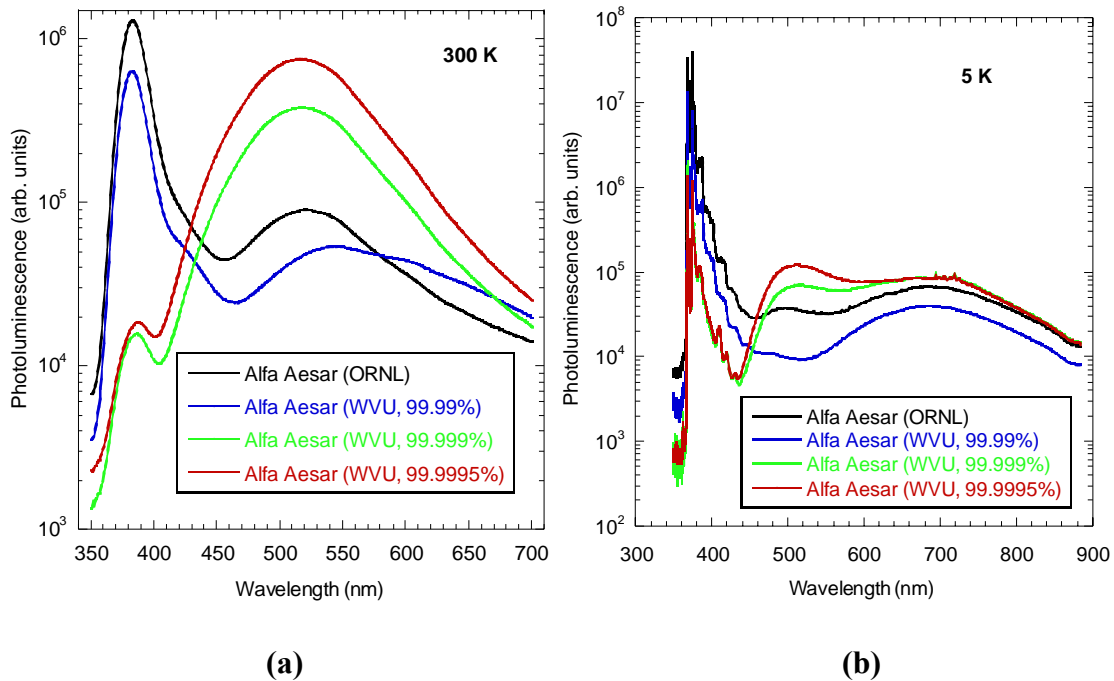 300 K
Photoluminescence (arb. units)
10^6
10^5
10^4
10^3
Alfa Aesar (ORNL)
Alfa Aesar (WVU, 99.99%)
Alfa Aesar (WVU, 99.999%)
Alfa Aesar (WVU, 99.9995%)
350 400 450 500 550 600 650 700
Wavelength (nm)
(a)
5 K
Photoluminescence (arb. units)
10^8
10^7
10^6
10^5
10^4
10^3
10^2
Alfa Aesar (ORNL)
Alfa Aesar (WVU, 99.99%)
Alfa Aesar (WVU, 99.999%)
Alfa Aesar (WVU, 99.9995%)
300 400 500 600 700 800 900
Wavelength (nm)
(b)